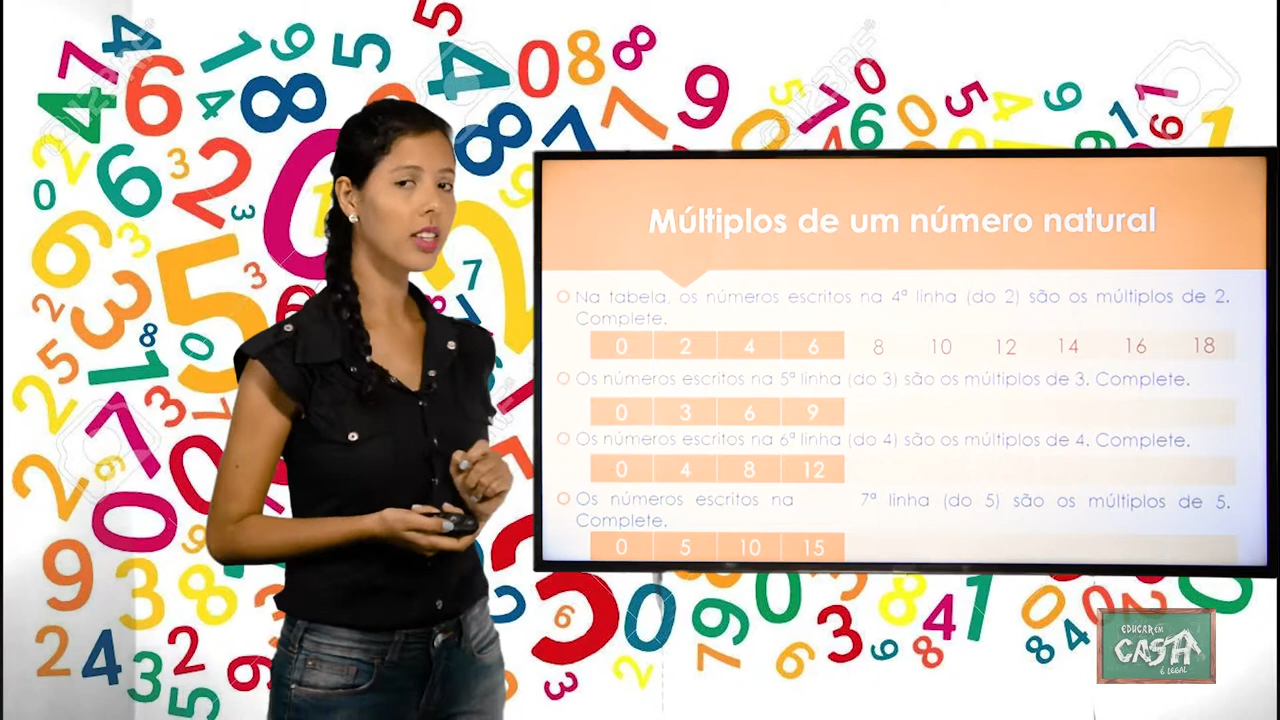 Múltiplos de um número natural
Na tabela, os números escritos na 4ª linha (do 2) são os múltiplos de 2.
Complete.
0 2 4 6 8 10 12 14 16 18
Os números escritos na 5ª linha (do 3) são os múltiplos de 3. Complete.
0 3 6 9
Os números escritos na 6ª linha (do 4) são os múltiplos de 4. Complete.
0 4 8 12
Os números escritos na 7ª linha (do 5) são os múltiplos de 5.
Complete.
0 5 10 15
EDUCAR EM
CASA
É LEGAL